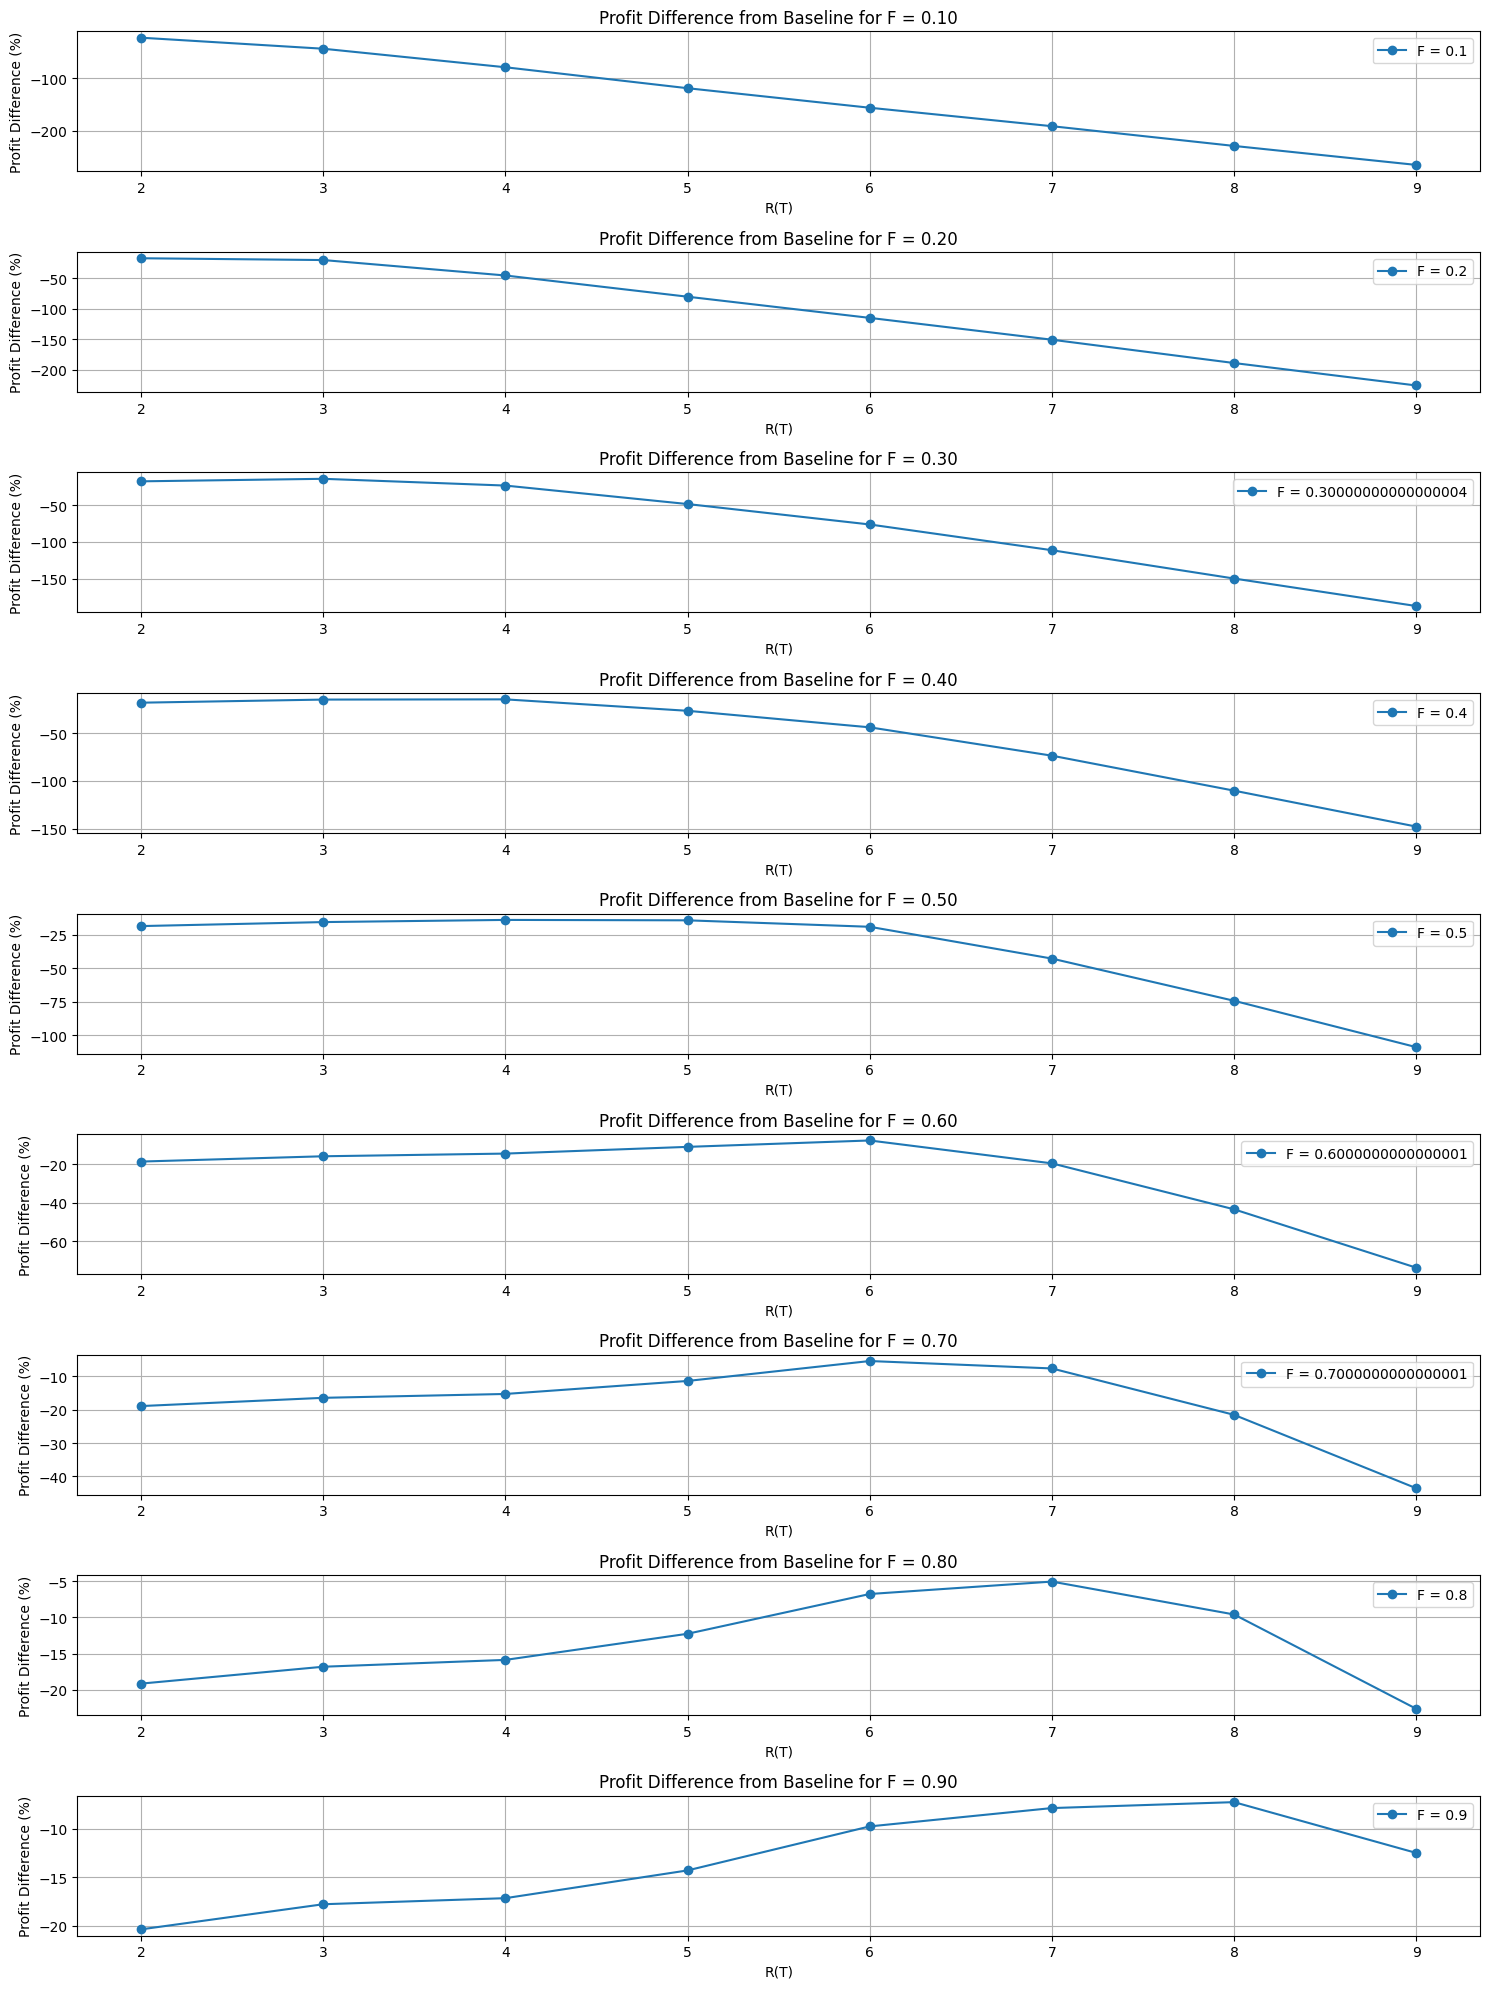 Profit Difference from Baseline for F = 0.10
Profit Difference (%)
−100
−200
F = 0.1
2 3 4 5 6 7 8 9
R(T)
Profit Difference from Baseline for F = 0.20
Profit Difference (%)
−50
−100
−150
−200
F = 0.2
2 3 4 5 6 7 8 9
R(T)
Profit Difference from Baseline for F = 0.30
Profit Difference (%)
−50
−100
−150
F = 0.30000000000000004
2 3 4 5 6 7 8 9
R(T)
Profit Difference from Baseline for F = 0.40
Profit Difference (%)
−50
−100
−150
F = 0.4
2 3 4 5 6 7 8 9
R(T)
Profit Difference from Baseline for F = 0.50
Profit Difference (%)
−25
−50
−75
−100
F = 0.5
2 3 4 5 6 7 8 9
R(T)
Profit Difference from Baseline for F = 0.60
Profit Difference (%)
−20
−40
−60
F = 0.6000000000000001
2 3 4 5 6 7 8 9
R(T)
Profit Difference from Baseline for F = 0.70
Profit Difference (%)
−10
−20
−30
−40
F = 0.7000000000000001
2 3 4 5 6 7 8 9
R(T)
Profit Difference from Baseline for F = 0.80
Profit Difference (%)
−5
−10
−15
−20
F = 0.8
2 3 4 5 6 7 8 9
R(T)
Profit Difference from Baseline for F = 0.90
Profit Difference (%)
−10
−15
−20
F = 0.9
2 3 4 5 6 7 8 9
R(T)